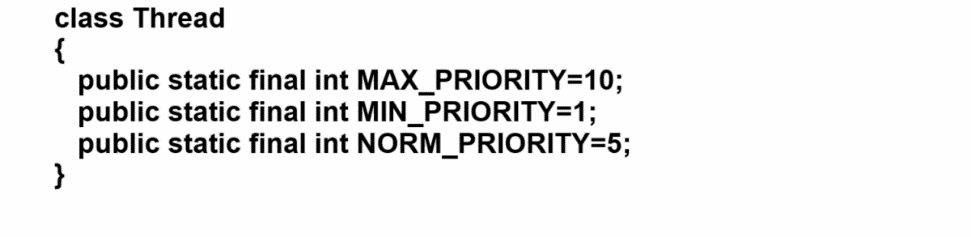 class Thread
{
public static final int MAX_PRIORITY=10;
public static final int MIN_PRIORITY=1;
public static final int NORM_PRIORITY=5;
}